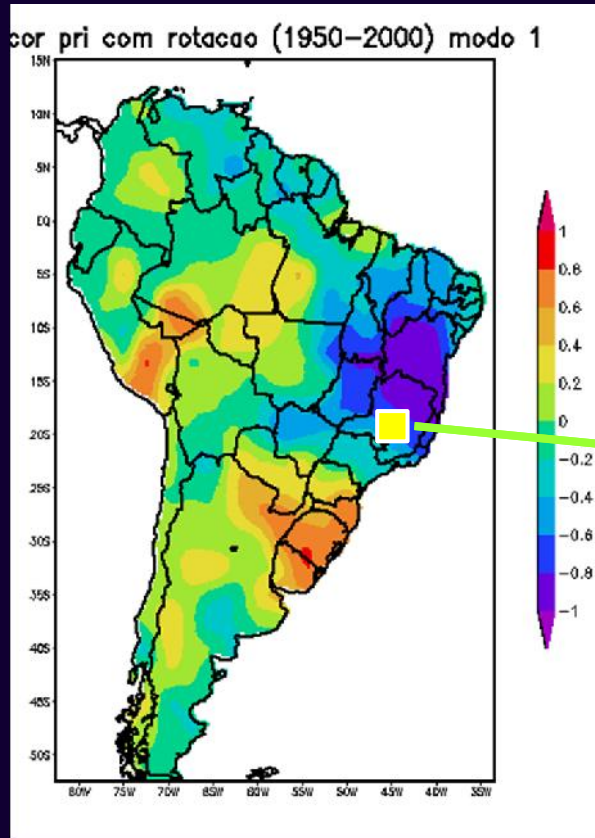 cor pri com rotacao (1950-2000) modo 1
15N
10N
5N
EQ
5S
10S
15S
20S
25S
30S
35S
40S
45S
50S
80W 75W 70W 65W 60W 55W 50W 45W 40W 35W
1
0.8
0.6
0.4
0.2
0
-0.2
-0.4
-0.6
-0.8
-1